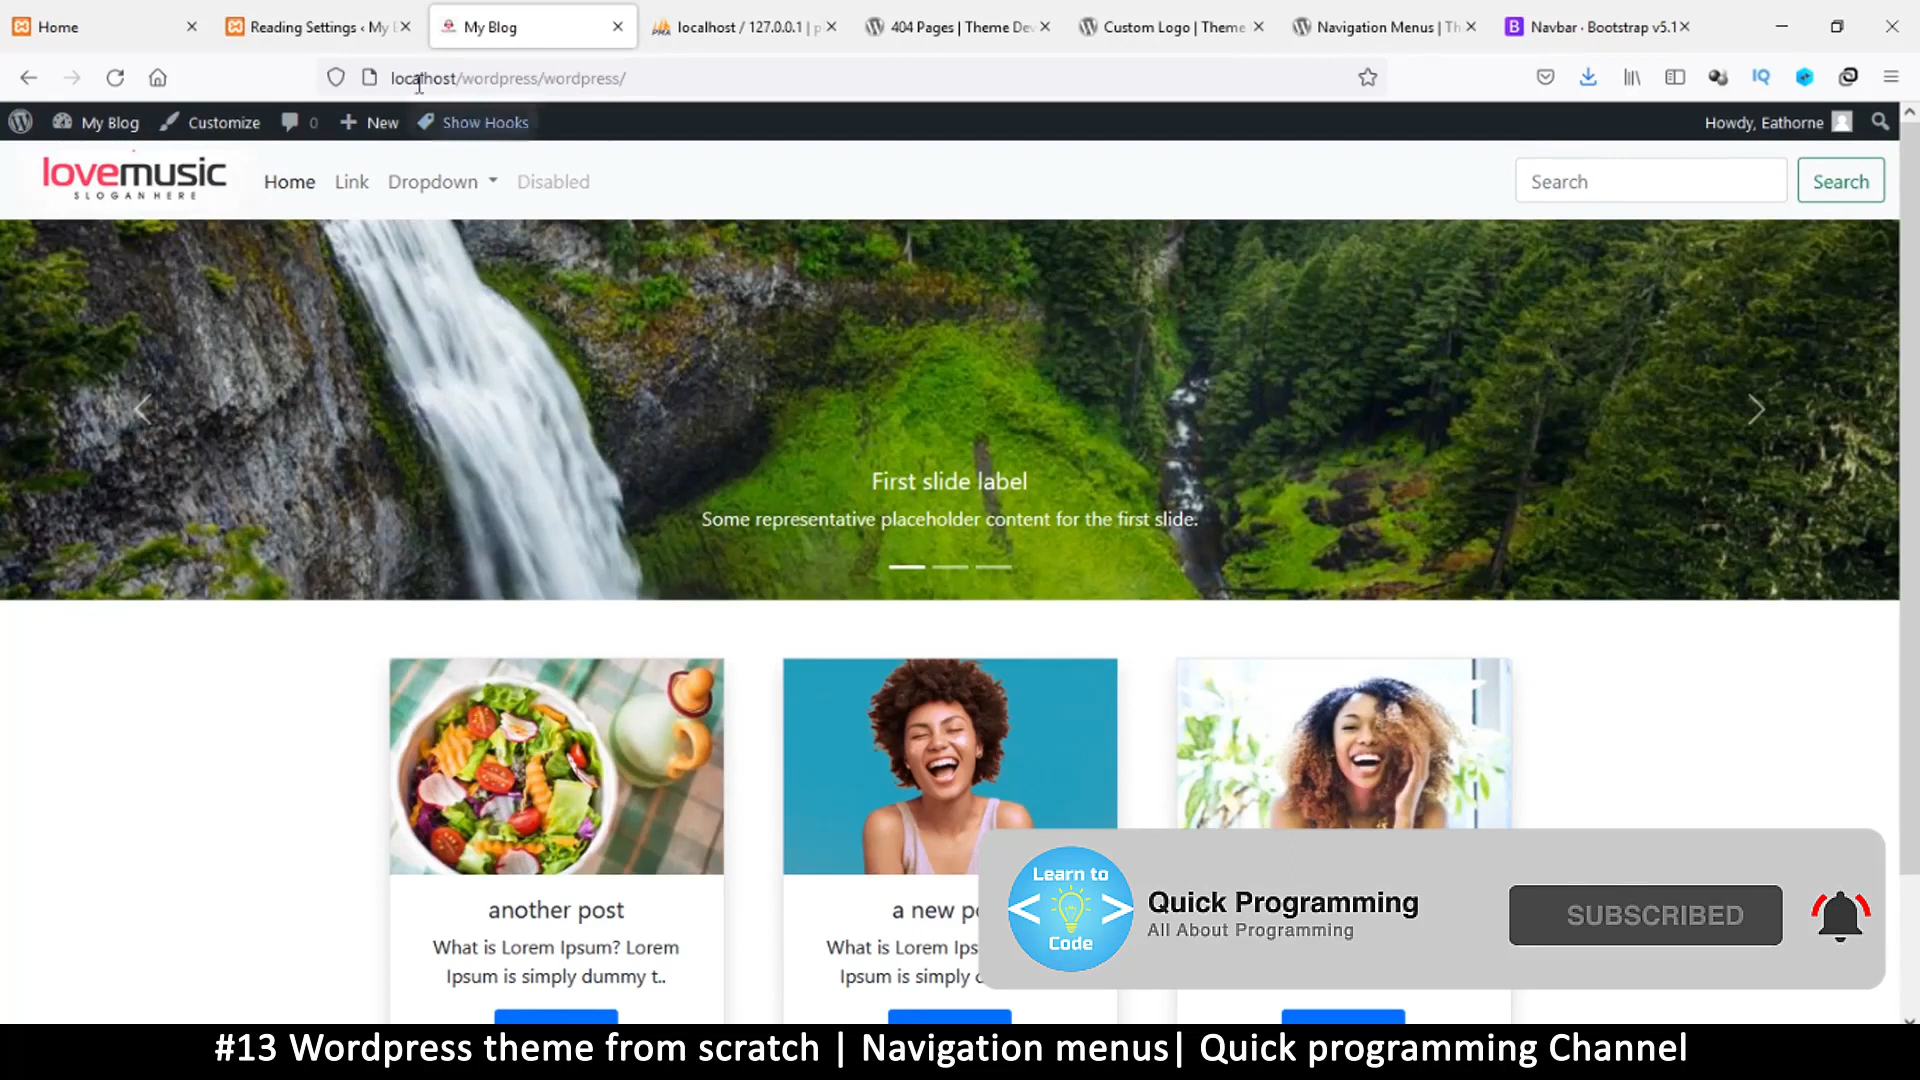 Home
Reading Settings ‹ My
My Blog
localhost / 127.0.0.1 | p
404 Pages | Theme De
Custom Logo | Theme
Navigation Menus | Th
Navbar · Bootstrap v5.1
localhost/wordpress/wordpress/
My Blog
Customize
0
New
Show Hooks
Howdy, Eathorne
lovemusic
SLOGANHERE
Home
Link
Dropdown
Disabled
Search
Search
First slide label
Some representative placeholder content for the first slide.
another post
What is Lorem Ipsum? Lorem
Ipsum is simply dummy t..
a new p
What is Lorem Ips
Ipsum is simply
Learn to
Code
Quick Programming
All About Programming
SUBSCRIBED
#13 Wordpress theme from scratch | Navigation menus| Quick programming Channel